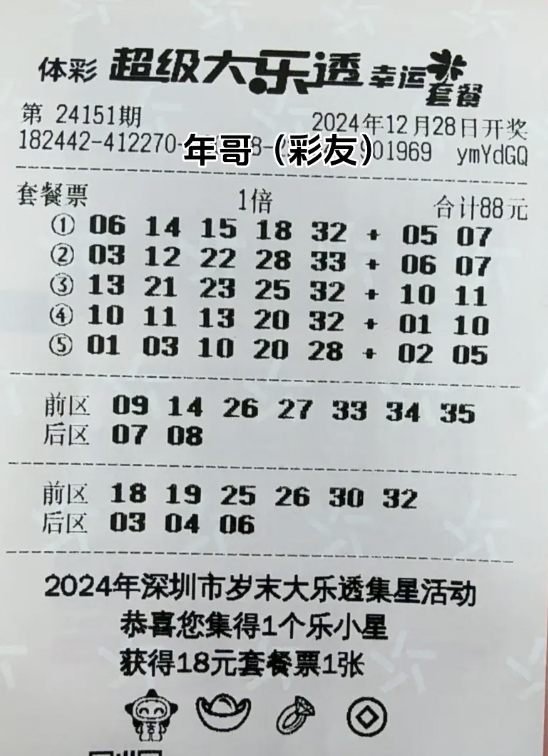 体彩 超级大乐透 幸运 套餐
第 24151期 2024年12月28日开奖
182442-412270- 年哥（彩友） 01969 ymYdGQ
套餐票 1倍 合计88元
① 06 14 15 18 32 + 05 07
② 03 12 22 28 33 + 06 07
③ 13 21 23 25 32 + 10 11
④ 10 11 13 20 32 + 01 10
⑤ 01 03 10 20 28 + 02 05
前区 09 14 26 27 33 34 35
后区 07 08
前区 18 19 25 26 30 32
后区 03 04 06
2024年深圳市岁末大乐透集星活动
恭喜您集得1个乐小星
获得18元套餐票1张